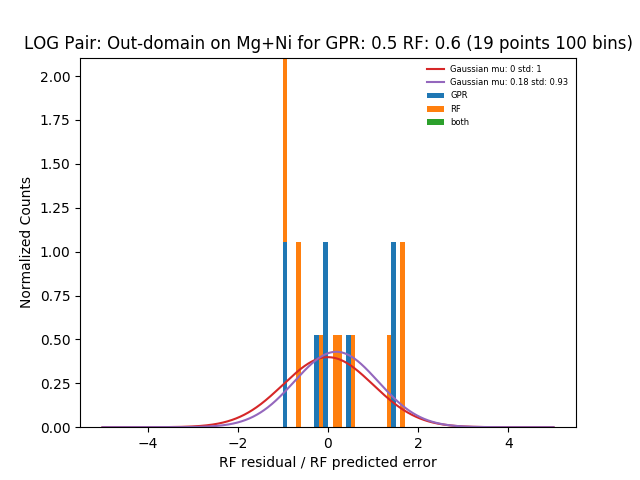 LOG Pair: Out-domain on Mg+Ni for GPR: 0.5 RF: 0.6 (19 points 100 bins)
Gaussian mu: 0 std: 1
Gaussian mu: 0.18 std: 0.93
GPR
RF
both
2.00
1.75
1.50
1.25
1.00
0.75
0.50
0.25
0.00
Normalized Counts
−4
−2
0
2
4
RF residual / RF predicted error